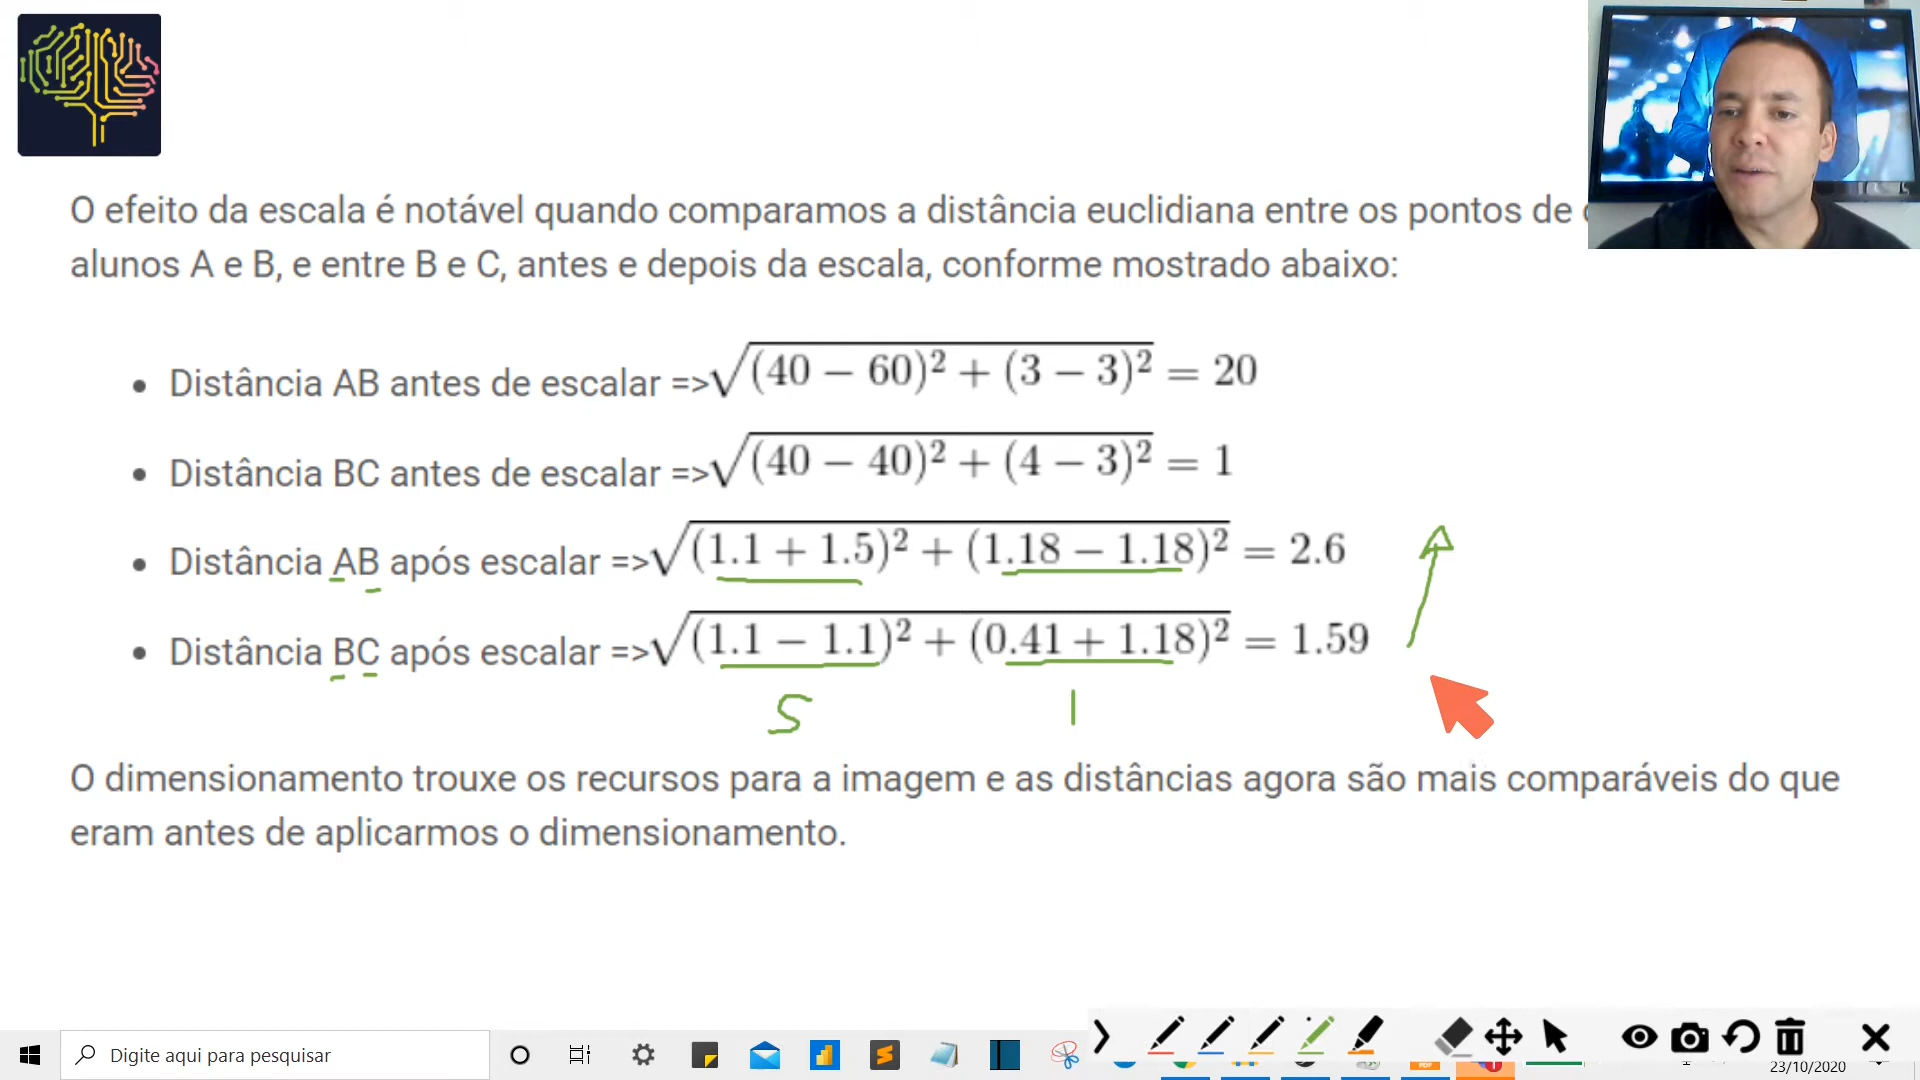 O efeito da escala é notável quando comparamos a distância euclidiana entre os pontos de
alunos A e B, e entre B e C, antes e depois da escala, conforme mostrado abaixo:
• Distância AB antes de escalar =>√(40 − 60)² + (3 − 3)² = 20
• Distância BC antes de escalar =>√(40 − 40)² + (4 − 3)² = 1
• Distância AB após escalar =>√(1.1 + 1.5)² + (1.18 − 1.18)² = 2.6
• Distância BC após escalar =>√(1.1 − 1.1)² + (0.41 + 1.18)² = 1.59
S I
O dimensionamento trouxe os recursos para a imagem e as distâncias agora são mais comparáveis do que
eram antes de aplicarmos o dimensionamento.
Digite aqui para pesquisar
23/10/2020